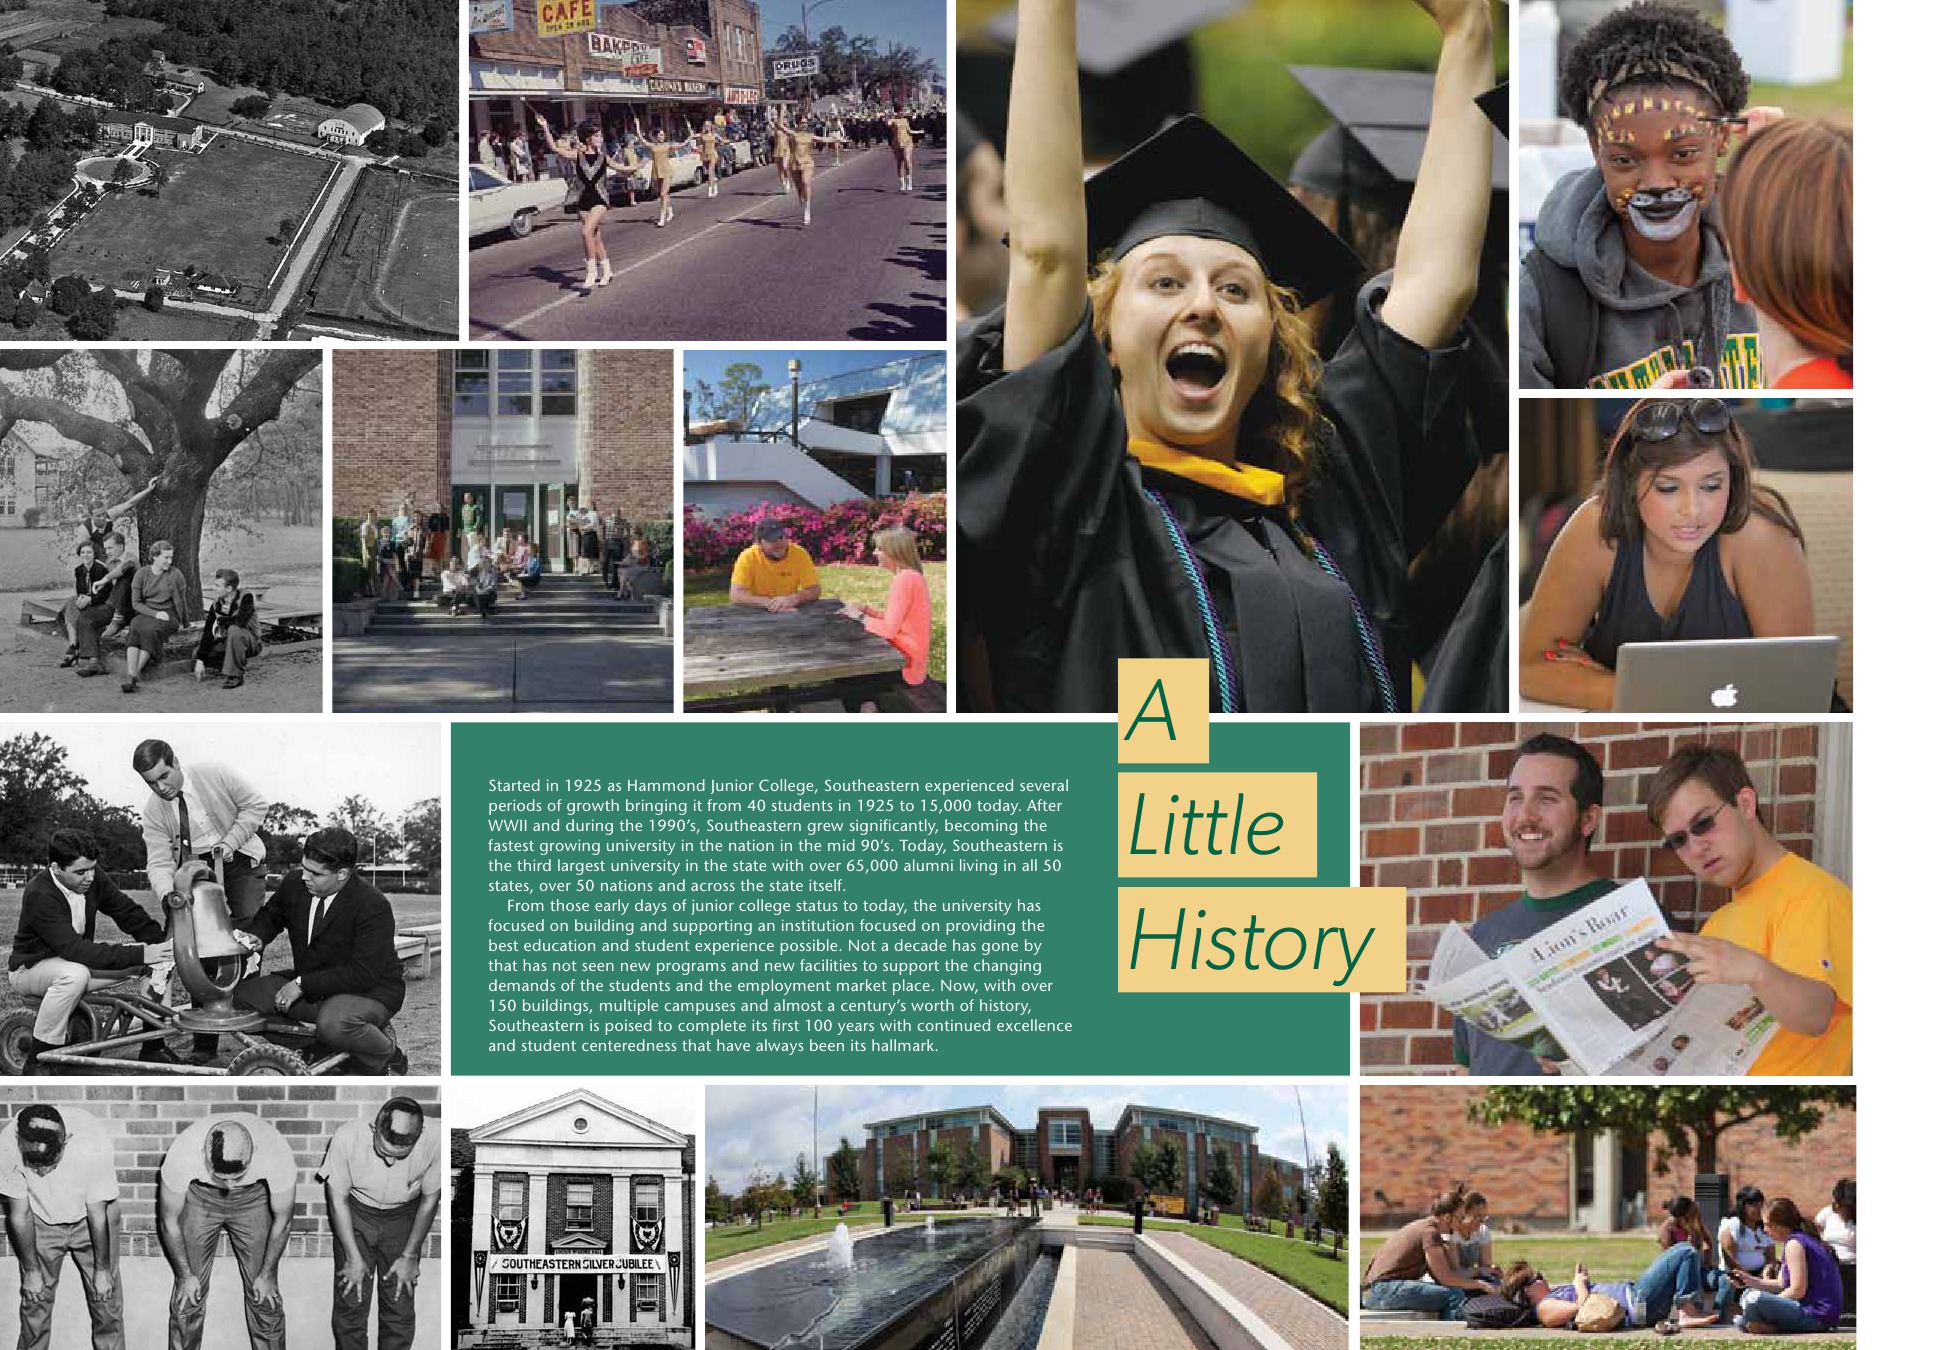 CAFE
OPEN 24 HRS.
BAKERY
CAFE
DRUGS
A
Little
History
Started in 1925 as Hammond Junior College, Southeastern experienced several
periods of growth bringing it from 40 students in 1925 to 15,000 today. After
WWII and during the 1990’s, Southeastern grew significantly, becoming the
fastest growing university in the nation in the mid 90’s. Today, Southeastern is
the third largest university in the state with over 65,000 alumni living in all 50
states, over 50 nations and across the state itself.
From those early days of junior college status to today, the university has
focused on building and supporting an institution focused on providing the
best education and student experience possible. Not a decade has gone by
that has not seen new programs and new facilities to support the changing
demands of the students and the employment market place. Now, with over
150 buildings, multiple campuses and almost a century’s worth of history,
Southeastern is poised to complete its first 100 years with continued excellence
and student centeredness that have always been its hallmark.
Lion's Roar
S L U
SOUTHEASTERN SILVER JUBILEE